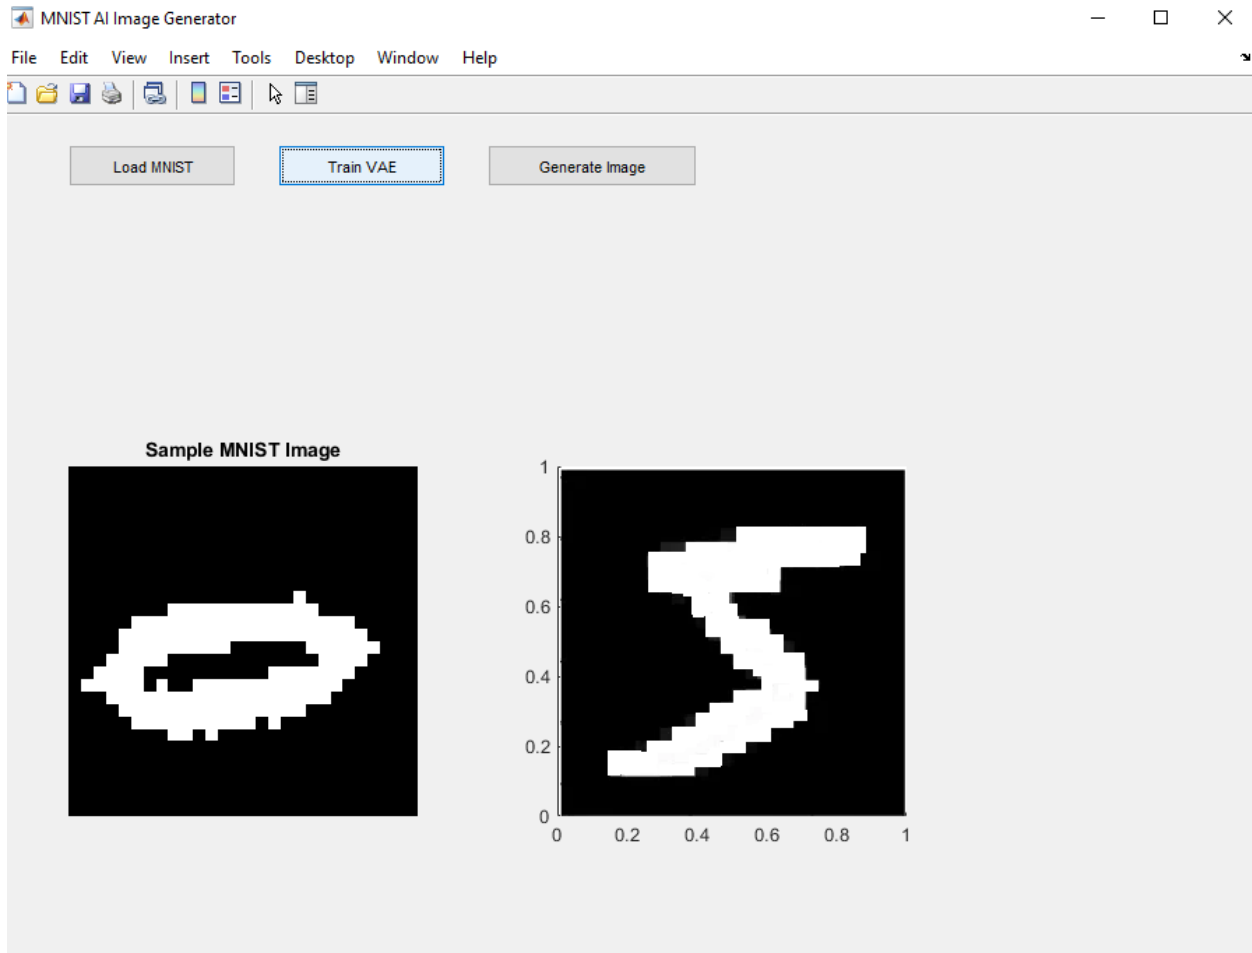 MNIST AI Image Generator
File Edit View Insert Tools Desktop Window Help
Load MNIST Train VAE Generate Image
Sample MNIST Image
1
0.8
0.6
0.4
0.2
0
0 0.2 0.4 0.6 0.8 1
0
5